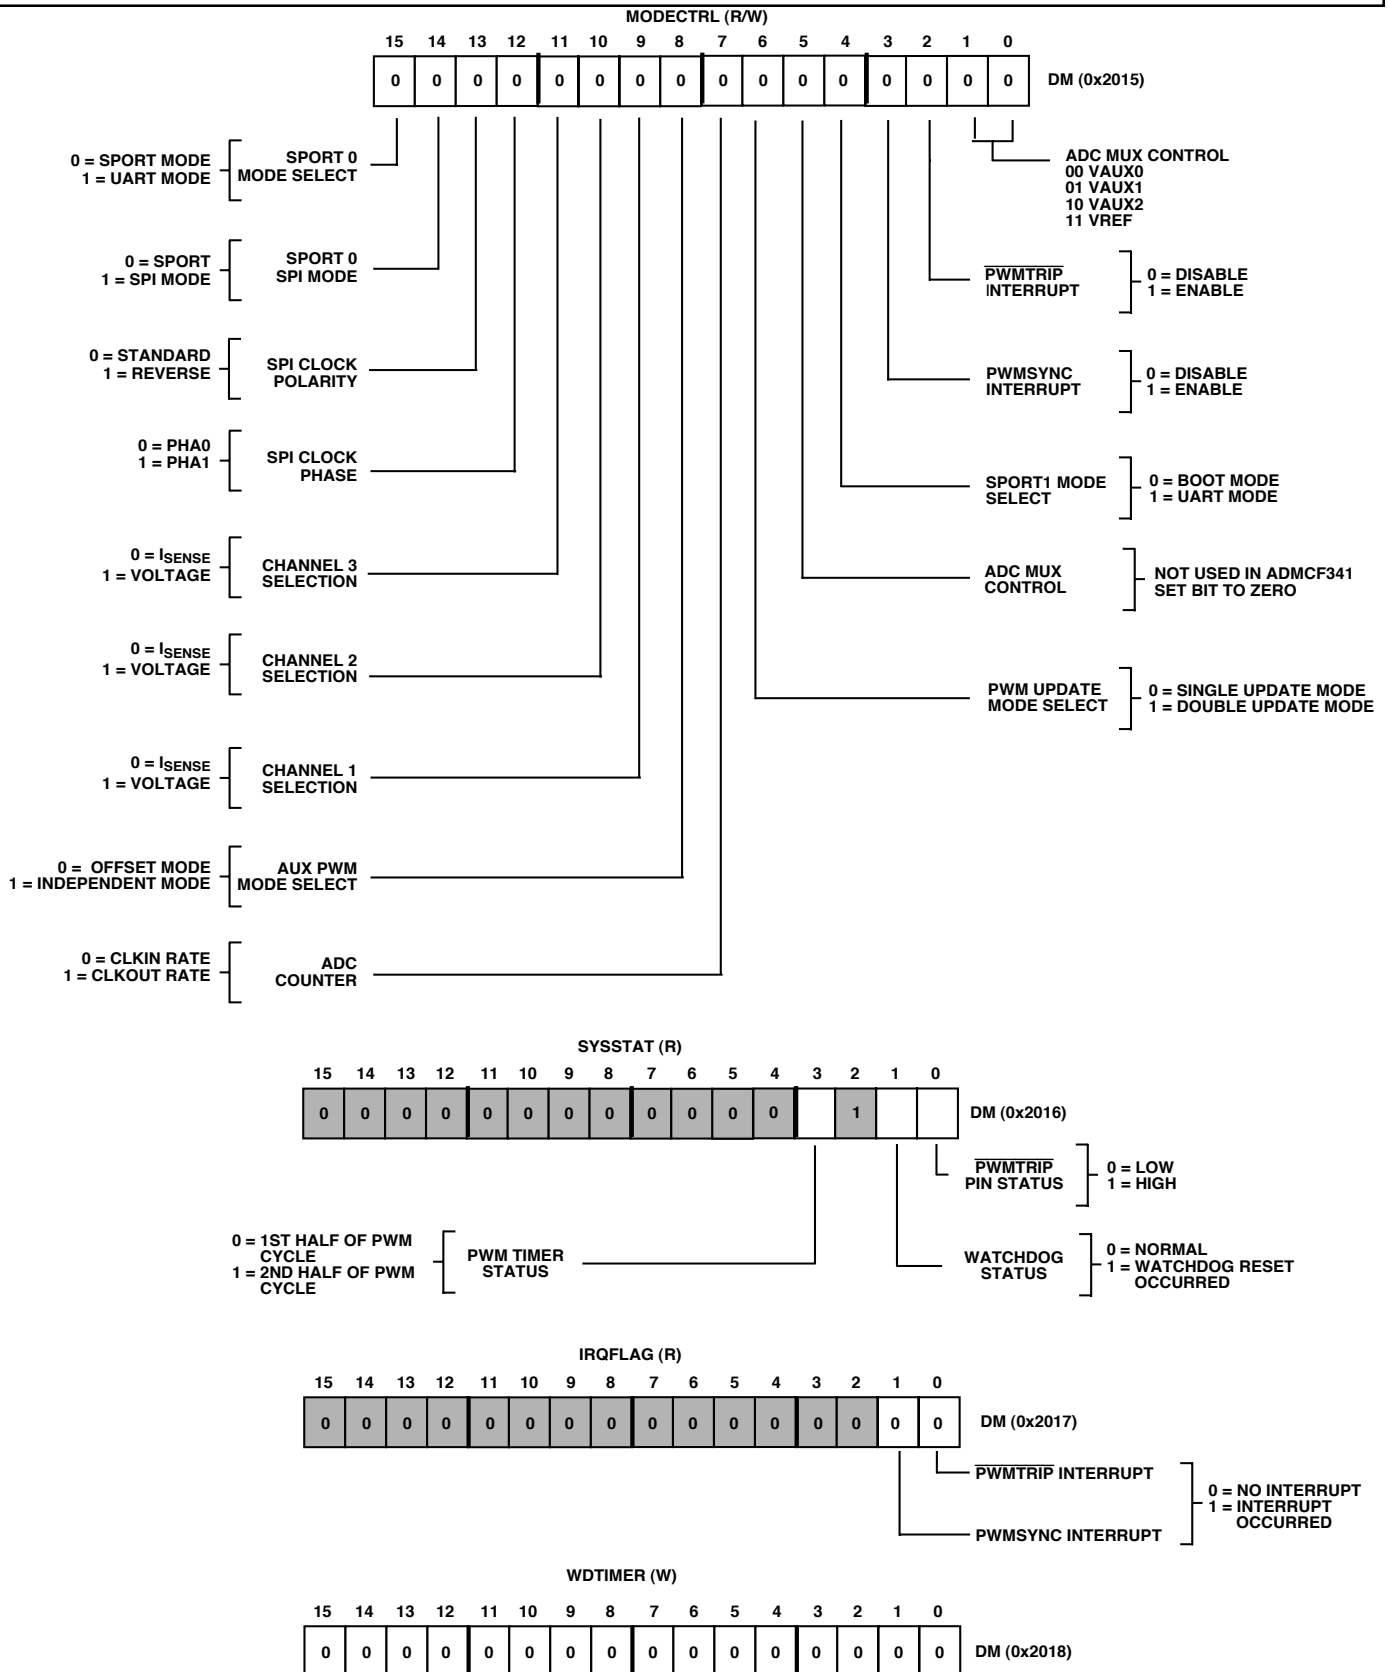 MODECTRL (R/W)
15 14 13 12 11 10 9 8 7 6 5 4 3 2 1 0
0 0 0 0 0 0 0 0 0 0 0 0 0 0 0 0 DM (0x2015)
0 = SPORT MODE
1 = UART MODE
SPORT 0
MODE SELECT
ADC MUX CONTROL
00 VAUX0
01 VAUX1
10 VAUX2
11 VREF
0 = SPORT
1 = SPI MODE
SPORT 0
SPI MODE
PWMTRIP
INTERRUPT
0 = DISABLE
1 = ENABLE
0 = STANDARD
1 = REVERSE
SPI CLOCK
POLARITY
PWMSYNC
INTERRUPT
0 = DISABLE
1 = ENABLE
0 = PHA0
1 = PHA1
SPI CLOCK
PHASE
SPORT1 MODE
SELECT
0 = BOOT MODE
1 = UART MODE
0 = ISENSE
1 = VOLTAGE
CHANNEL 3
SELECTION
ADC MUX
CONTROL
NOT USED IN ADMCF341
SET BIT TO ZERO
0 = ISENSE
1 = VOLTAGE
CHANNEL 2
SELECTION
PWM UPDATE
MODE SELECT
0 = SINGLE UPDATE MODE
1 = DOUBLE UPDATE MODE
0 = ISENSE
1 = VOLTAGE
CHANNEL 1
SELECTION
0 = OFFSET MODE
1 = INDEPENDENT MODE
AUX PWM
MODE SELECT
0 = CLKIN RATE
1 = CLKOUT RATE
ADC
COUNTER
SYSSTAT (R)
15 14 13 12 11 10 9 8 7 6 5 4 3 2 1 0
0 0 0 0 0 0 0 0 0 0 0 0 1 DM (0x2016)
PWMTRIP
PIN STATUS
0 = LOW
1 = HIGH
0 = 1ST HALF OF PWM
CYCLE
1 = 2ND HALF OF PWM
CYCLE
PWM TIMER
STATUS
WATCHDOG
STATUS
0 = NORMAL
1 = WATCHDOG RESET
OCCURRED
IRQFLAG (R)
15 14 13 12 11 10 9 8 7 6 5 4 3 2 1 0
0 0 0 0 0 0 0 0 0 0 0 0 0 0 0 0 DM (0x2017)
PWMTRIP INTERRUPT
PWMSYNC INTERRUPT
0 = NO INTERRUPT
1 = INTERRUPT
OCCURRED
WDTIMER (W)
15 14 13 12 11 10 9 8 7 6 5 4 3 2 1 0
0 0 0 0 0 0 0 0 0 0 0 0 0 0 0 0 DM (0x2018)